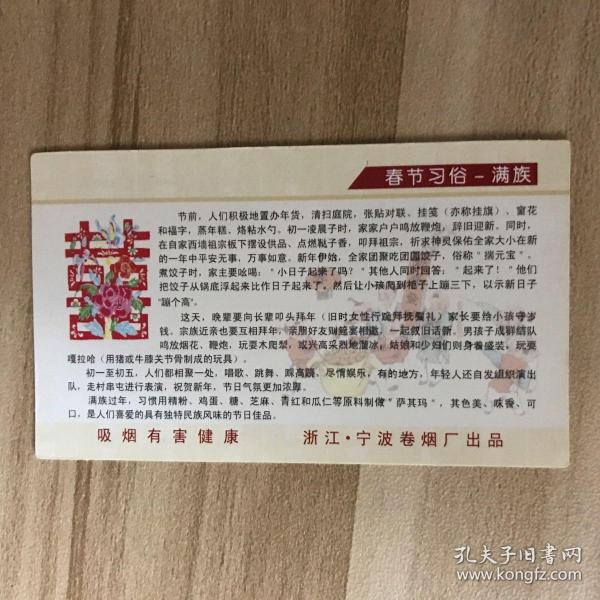 春节习俗－满族
节前，人们积极地置办年货，清扫庭院，张贴对联、挂笺（亦称挂旗）、窗花
和福字，蒸年糕、烙粘水勺。初一凌晨子时，家家户户鸣放鞭炮，辞旧迎新。同时，
在自家西墙祖宗板下摆设供品、点燃鞑子香，叩拜祖宗，祈求神灵保佑全家大小在新
的一年中平安无事，万事如意。新年伊始，全家团聚吃团圆饺子，俗称“揣元宝”。
煮饺子时，家主要吆喝：“小日子起来了吗？”其他人同时回答：“起来了！”他们
把饺子从锅底浮起来比作日子起来了。然后让小孩爬到柜子上蹦三下，以示新日子
“蹦个高”。
这天，晚辈要向长辈叩头拜年（旧时女性行跪拜抚鬓礼）家长要给小孩守岁
钱。宗族近亲也要互相拜年，亲朋好友则筵宴相邀，一起叙旧话新。男孩子成群结队
鸣放烟花、鞭炮，玩耍木爬犁，或兴高采烈地溜冰，姑娘和少妇们则身着盛装，玩耍
嘎拉哈（用猪或牛膝关节骨制成的玩具）。
初一至初五，人们都相聚一处，唱歌、跳舞、踩高跷、尽情娱乐，有的地方，年轻人还自发组织演出
队，走村串屯进行表演，祝贺新年，节日气氛更加浓厚。
满族过年，习惯用精粉、鸡蛋、糖、芝麻、青红和瓜仁等原料制做“萨其玛”，其色美、味香、可
口，是人们喜爱的具有独特民族风味的节日佳品。
吸烟有害健康 浙江·宁波卷烟厂出品
孔夫子旧书网
www.kongfz.com